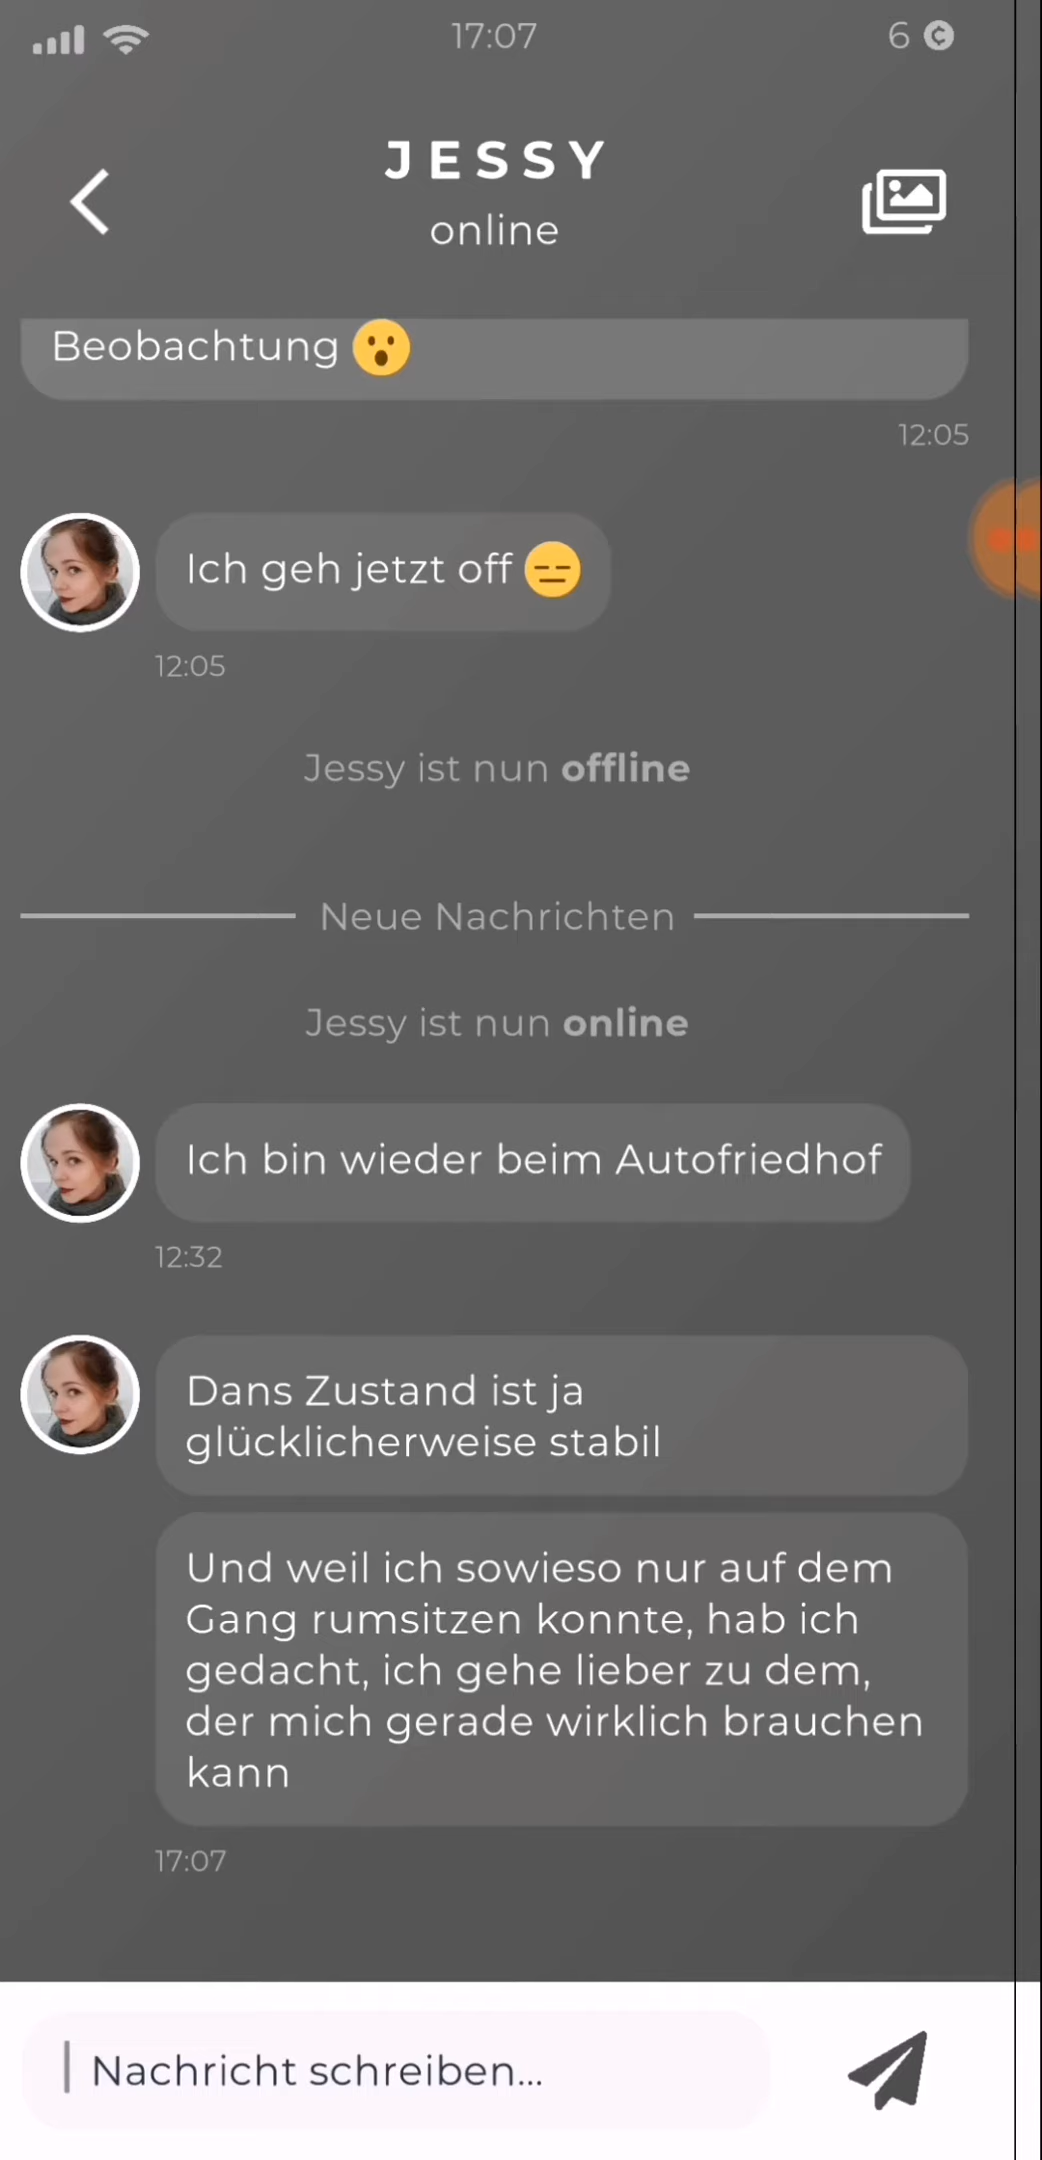 17:07
6
JESSY
online
Beobachtung 😮
12:05
Ich geh jetzt off 😑
12:05
Jessy ist nun offline
Neue Nachrichten
Jessy ist nun online
Ich bin wieder beim Autofriedhof
12:32
Dans Zustand ist ja
glücklicherweise stabil
Und weil ich sowieso nur auf dem
Gang rumsitzen konnte, hab ich
gedacht, ich gehe lieber zu dem,
der mich gerade wirklich brauchen
kann
17:07
Nachricht schreiben...